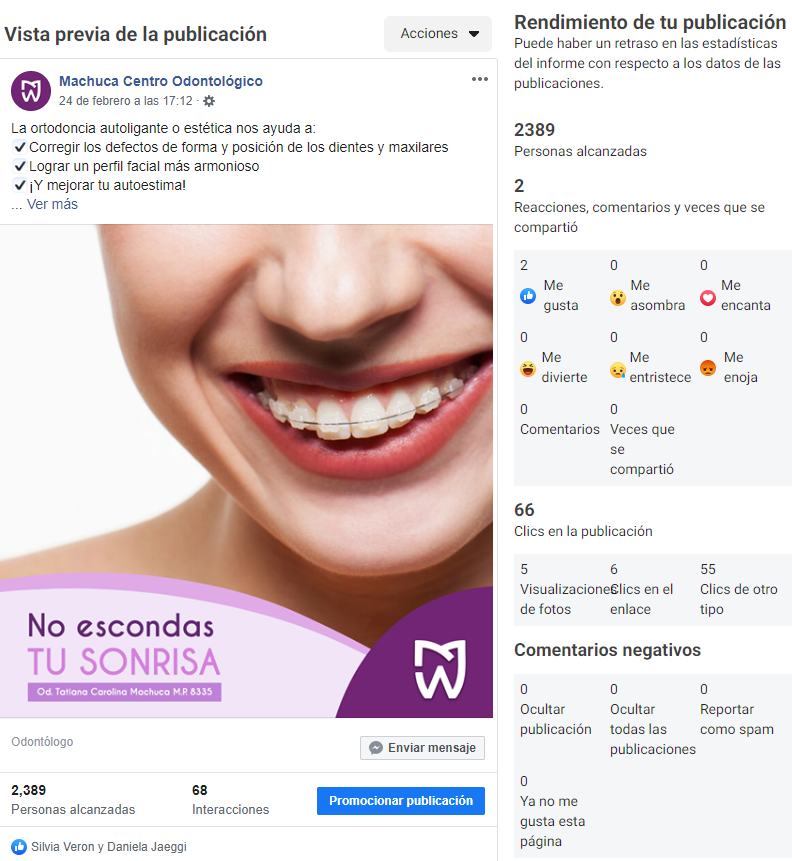 Vista previa de la publicación
Acciones
Machuca Centro Odontológico
24 de febrero a las 17:12 ·
La ortodoncia autoligante o estética nos ayuda a:
✔Corregir los defectos de forma y posición de los dientes y maxilares
✔Lograr un perfil facial más armonioso
✔¡Y mejorar tu autoestima!
... Ver más
No escondas
TU SONRISA
Od. Tatiana Carolina Machuca M.P. 8335
Odontólogo
Enviar mensaje
2,389
Personas alcanzadas
68
Interacciones
Promocionar publicación
Silvia Veron y Daniela Jaeggi
Rendimiento de tu publicación
Puede haber un retraso en las estadísticas
del informe con respecto a los datos de las
publicaciones.
2389
Personas alcanzadas
2
Reacciones, comentarios y veces que se
compartió
2
Me
gusta
0
Me
asombra
0
Me
encanta
0
Me
divierte
0
Me
entristece
0
Me
enoja
0
Comentarios
0
Veces que
se
compartió
66
Clics en la publicación
5
Visualizaciones
de fotos
6
Clics en el
enlace
55
Clics de otro
tipo
Comentarios negativos
0
Ocultar
publicación
0
Ocultar
todas las
publicaciones
0
Reportar
como spam
0
Ya no me
gusta esta
página